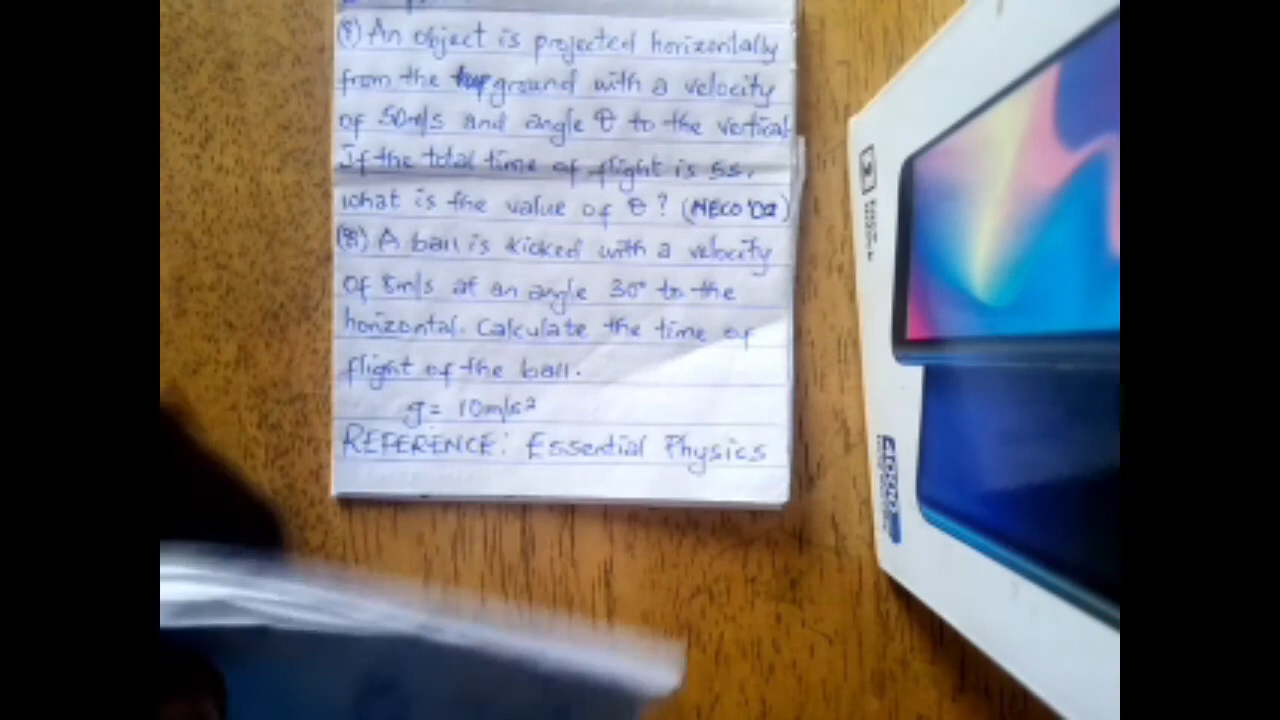 (8) An object is projected horizontally
from the ground with a velocity
of 50m/s and angle θ to the vertical
If the total time of flight is 5s,
what is the value of θ? (NECO '02)
A ball is kicked with a velocity
of 8m/s at an angle 30° to the
horizontal. Calculate the time of
flight of the ball.
g = 10m/s²
REFERENCE: Essential Physics